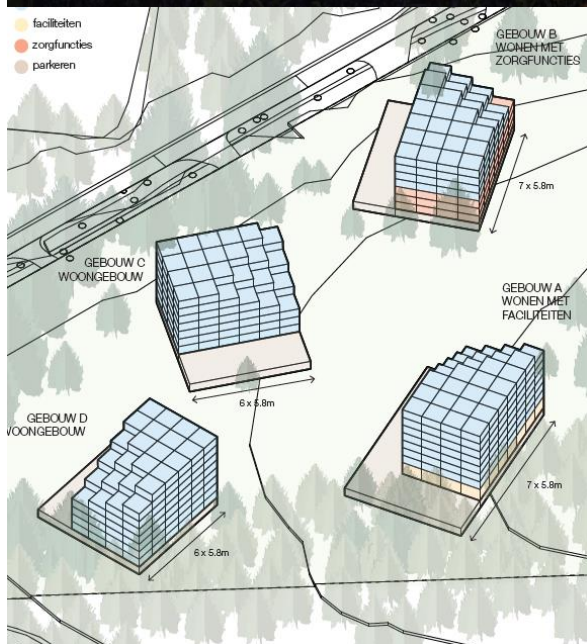 faciliteiten
zorgfuncties
parkeren
GEBOUW B
WONEN MET
ZORGFUNCTIES
7 x 5.8m
GEBOUW C
WOONGEBOUW
GEBOUW A
WONEN MET
FACILITEITEN
6 x 5.8m
GEBOUW D
WOONGEBOUW
7 x 5.8m
6 x 5.8m